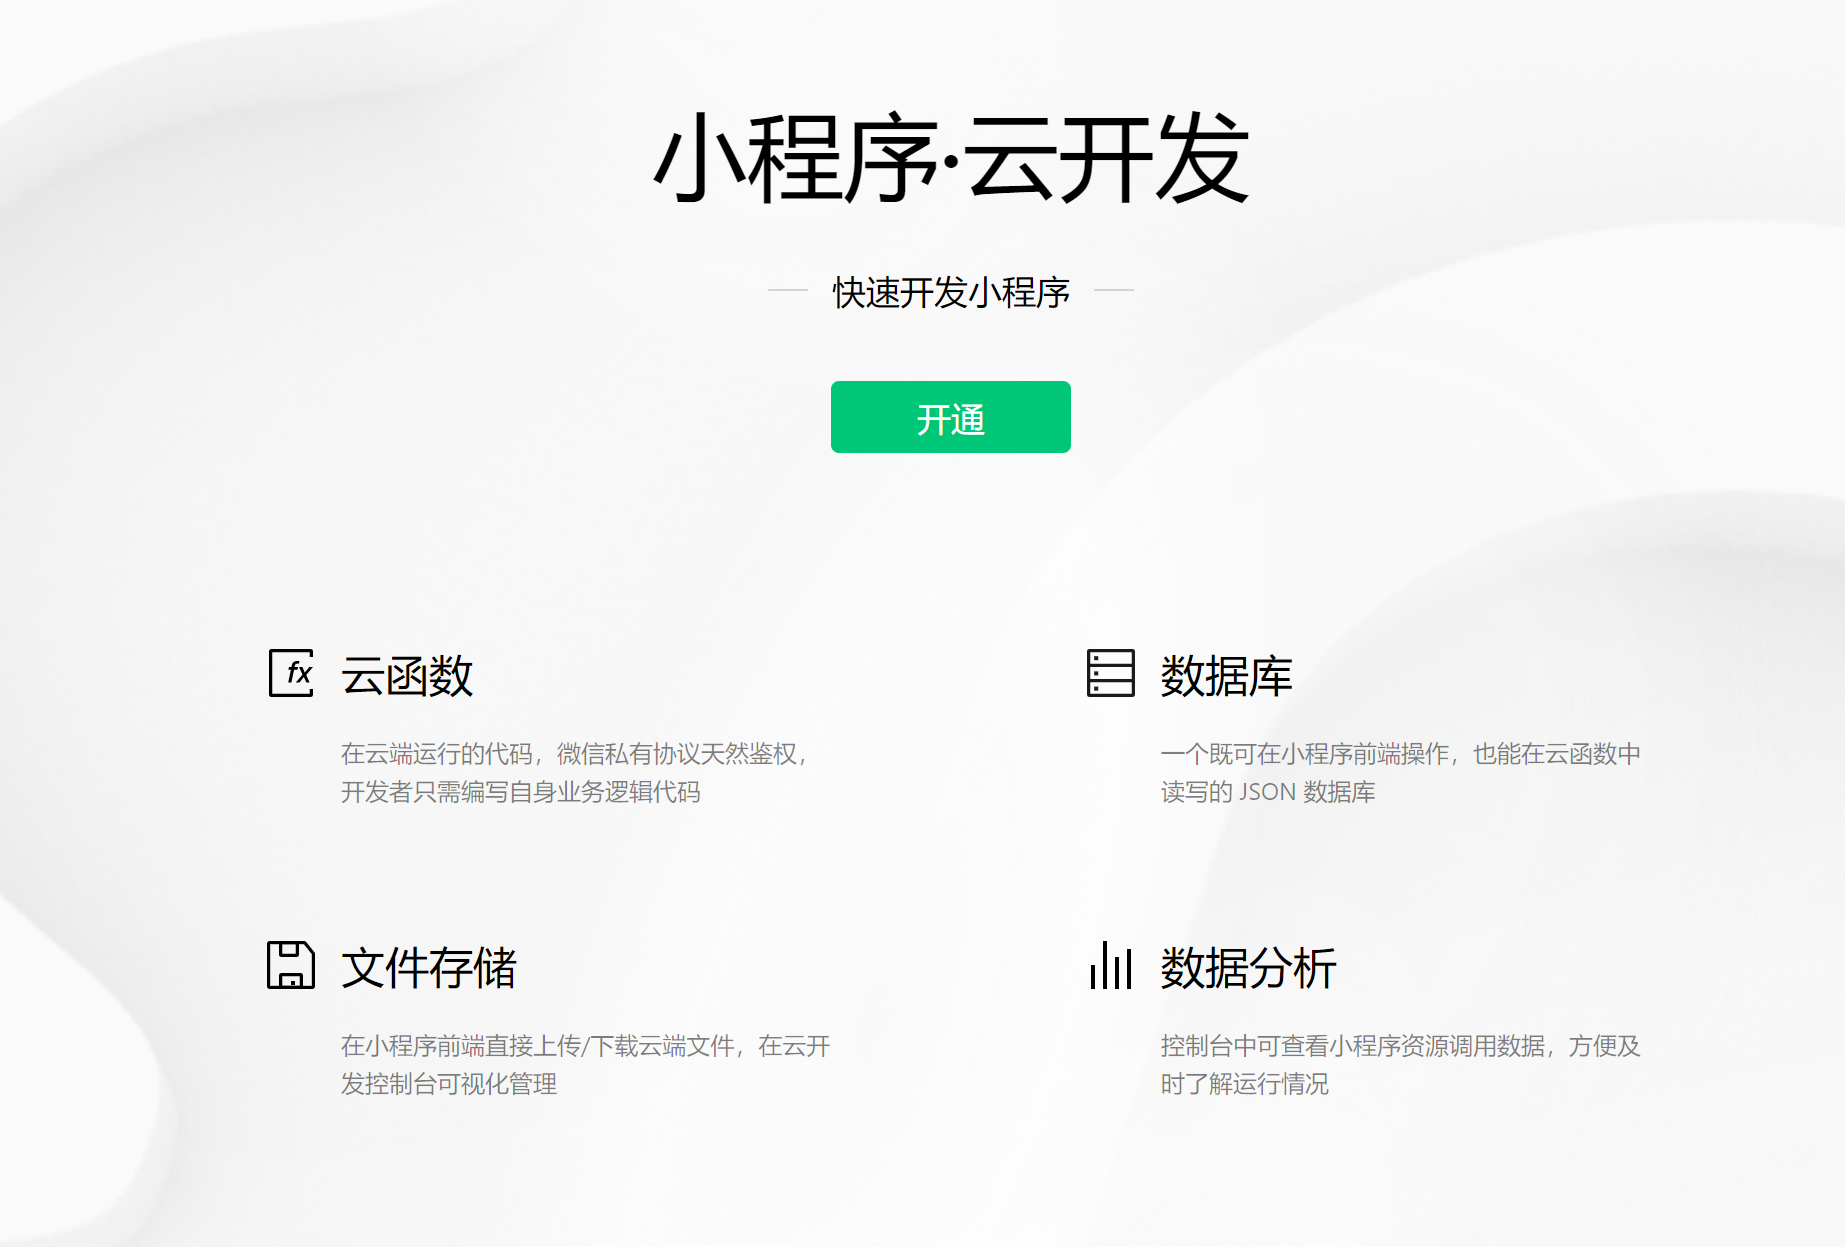 小程序·云开发
快速开发小程序
开通
fx 云函数
在云端运行的代码，微信私有协议天然鉴权，
开发者只需编写自身业务逻辑代码
数据库
一个既可在小程序前端操作，也能在云函数中
读写的 JSON 数据库
文件存储
在小程序前端直接上传/下载云端文件，在云开
发控制台可视化管理
数据分析
控制台中可查看小程序资源调用数据，方便及
时了解运行情况